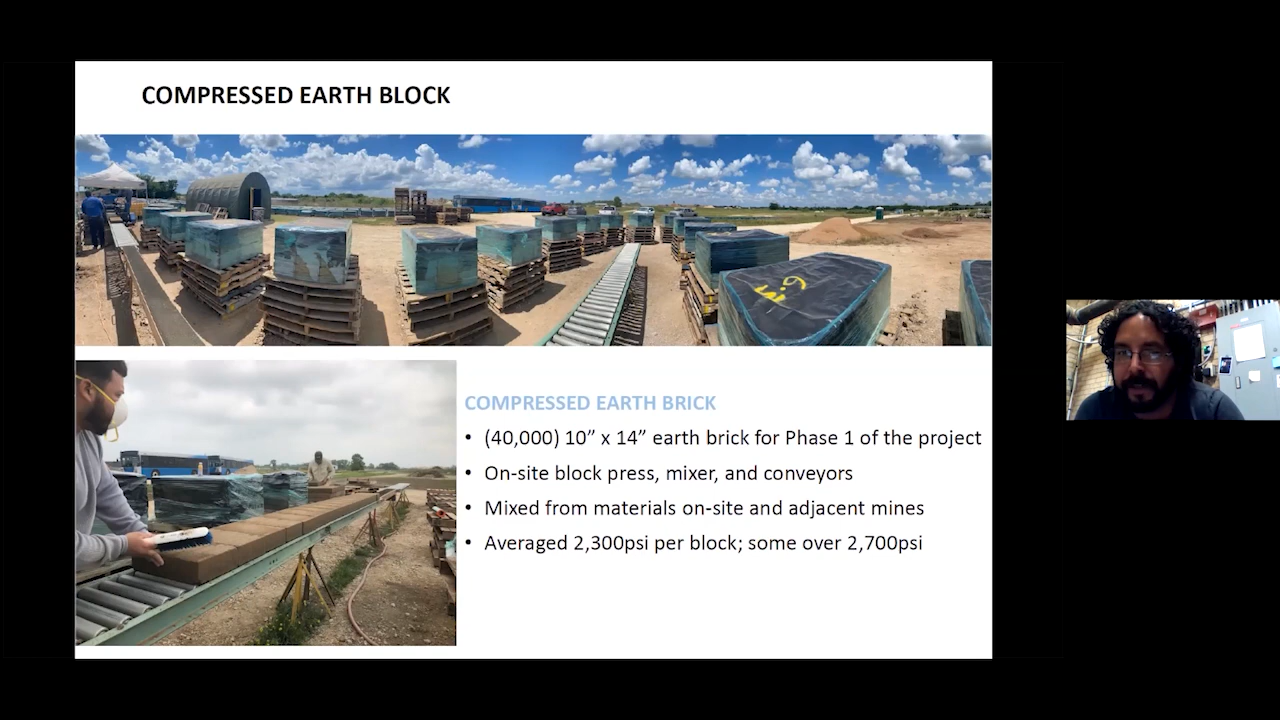 COMPRESSED EARTH BLOCK
COMPRESSED EARTH BRICK
• (40,000) 10” x 14” earth brick for Phase 1 of the project
• On-site block press, mixer, and conveyors
• Mixed from materials on-site and adjacent mines
• Averaged 2,300psi per block; some over 2,700psi